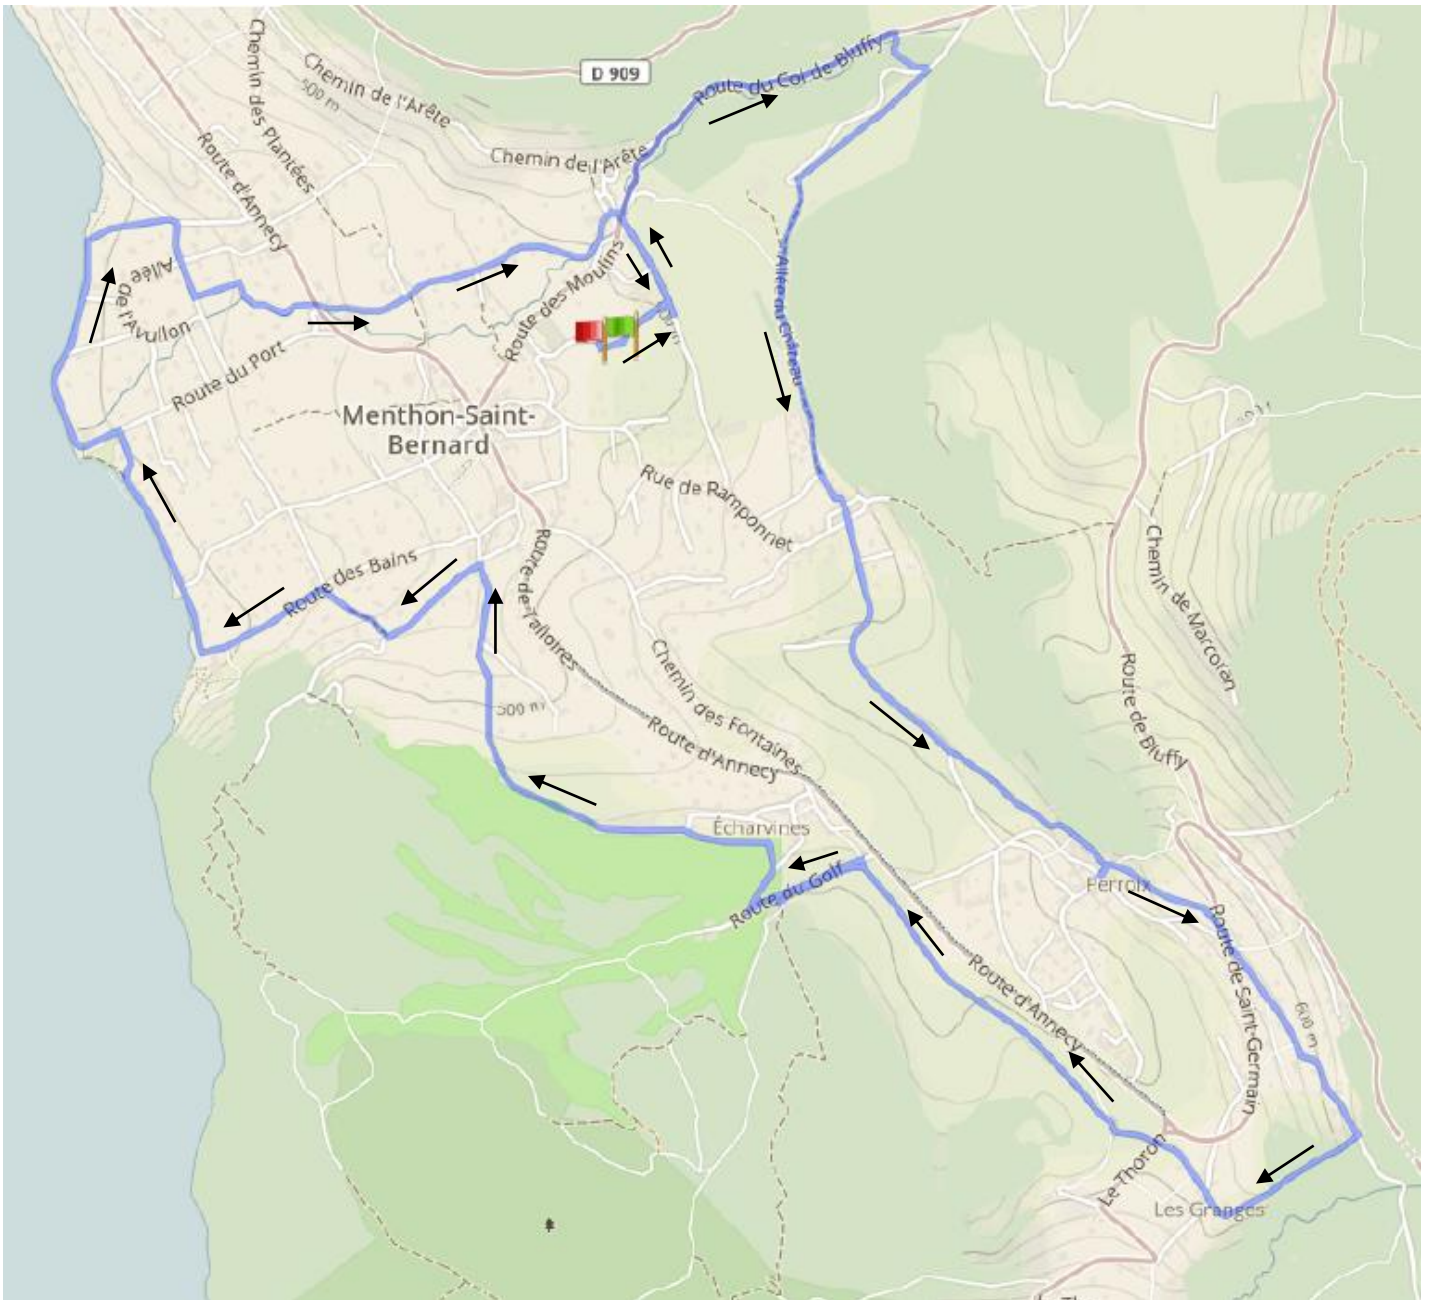 D 909
Route du Col de Bluffy
Chemin de l'Arête
500 m
Chemin des Plantées
Chemin de l'Arête
Route d'Annecy
Allée
de l'Avullon
Route des Moulins
Route du Port
Allée du Château
Menthon-Saint-
Bernard
Rue de Ramponnet
Route des Bains
Route de Talloires
Chemin de Marcoran
Chemin des Fontaines
Route de Bluffy
500 m
Route d'Annecy
Écharvines
Route du Golf
Perroix
Route de Saint-Germain
Route d'Annecy
600 m
Le Thoron
Les Granges